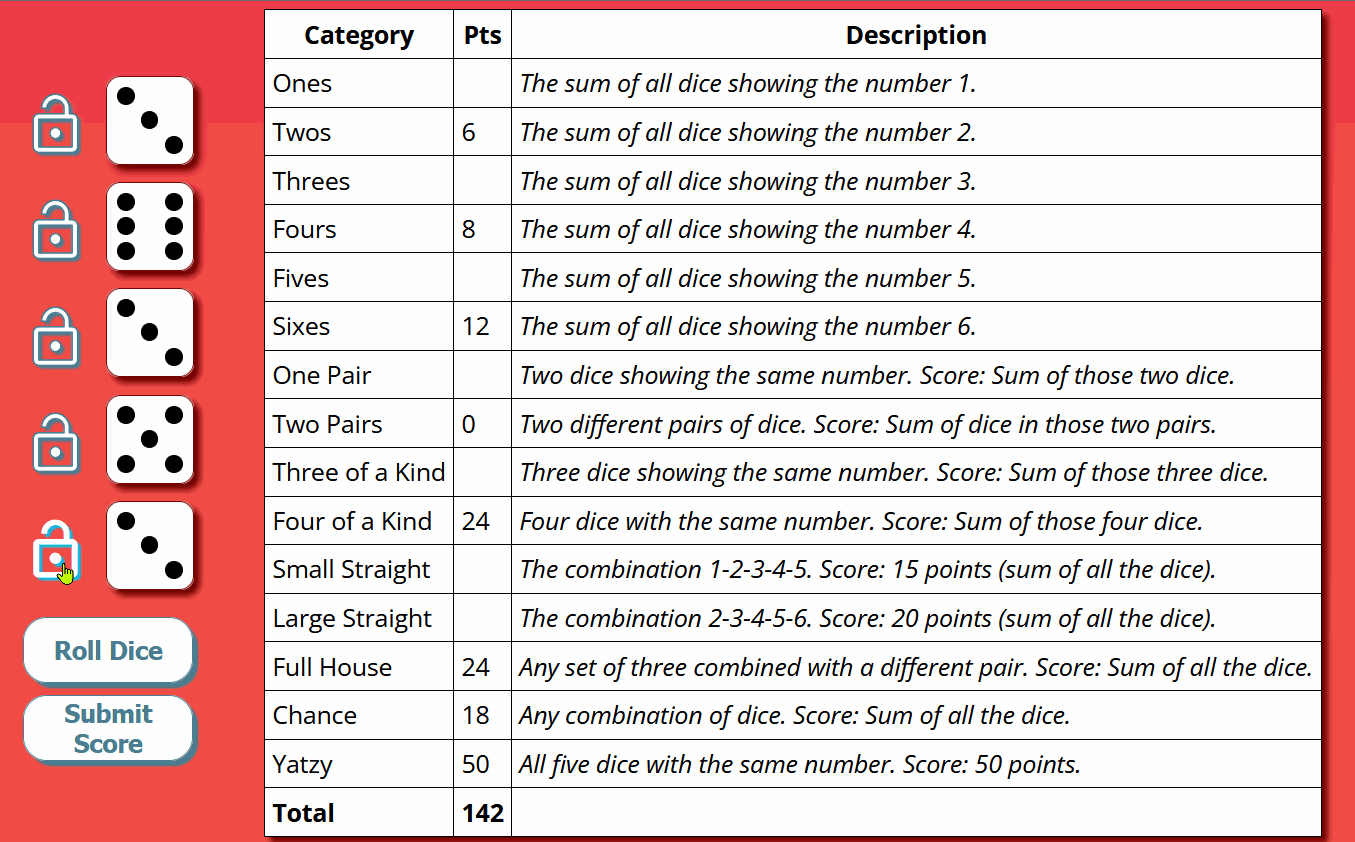 Category Pts Description
Ones The sum of all dice showing the number 1.
Twos 6 The sum of all dice showing the number 2.
Threes The sum of all dice showing the number 3.
Fours 8 The sum of all dice showing the number 4.
Fives The sum of all dice showing the number 5.
Sixes 12 The sum of all dice showing the number 6.
One Pair Two dice showing the same number. Score: Sum of those two dice.
Two Pairs 0 Two different pairs of dice. Score: Sum of dice in those two pairs.
Three of a Kind Three dice showing the same number. Score: Sum of those three dice.
Four of a Kind 24 Four dice with the same number. Score: Sum of those four dice.
Small Straight The combination 1-2-3-4-5. Score: 15 points (sum of all the dice).
Large Straight The combination 2-3-4-5-6. Score: 20 points (sum of all the dice).
Full House 24 Any set of three combined with a different pair. Score: Sum of all the dice.
Chance 18 Any combination of dice. Score: Sum of all the dice.
Yatzy 50 All five dice with the same number. Score: 50 points.
Total 142
Roll Dice
Submit
Score